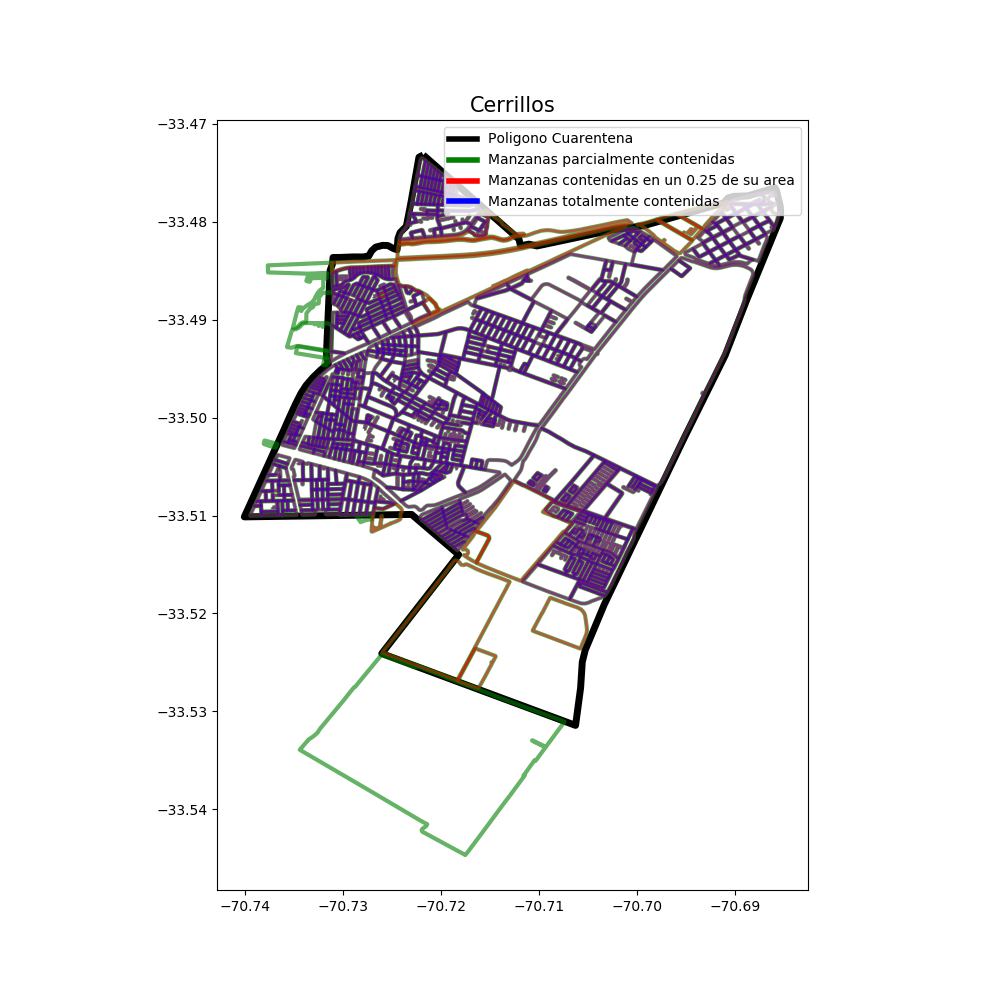 Cerrillos
Poligono Cuarentena
Manzanas parcialmente contenidas
Manzanas contenidas en un 0.25 de su area
Manzanas totalmente contenidas
−33.47
−33.48
−33.49
−33.50
−33.51
−33.52
−33.53
−33.54
−70.74 −70.73 −70.72 −70.71 −70.70 −70.69